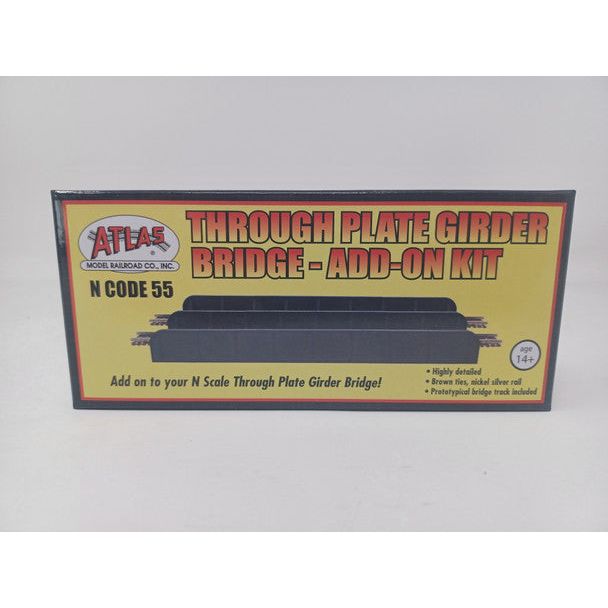 ATLAS
®
MODEL RAILROAD CO., INC.
N CODE 55
THROUGH PLATE GIRDER
BRIDGE - ADD-ON KIT
age
14+
Add on to your N Scale Through Plate Girder Bridge!
• Highly detailed
• Brown ties, nickel silver rail
• Prototypical bridge track included